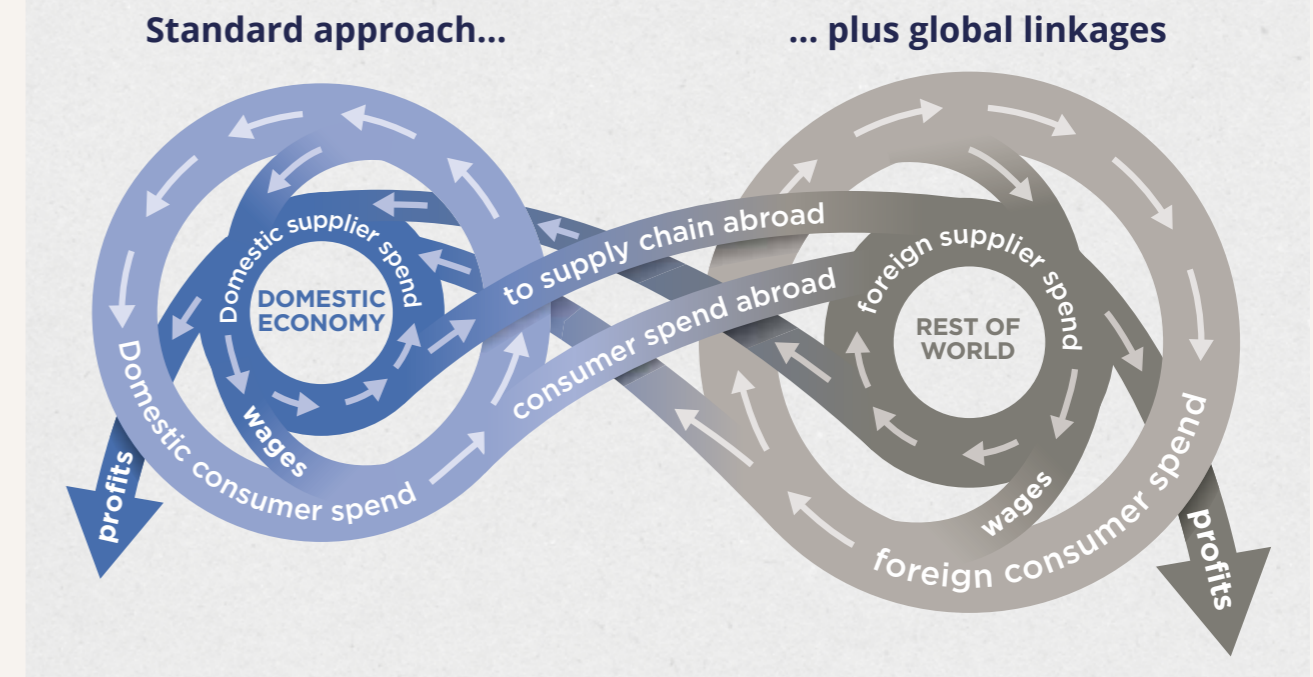 Standard approach...
... plus global linkages
Domestic supplier spend
DOMESTIC
ECONOMY
wages
Domestic consumer spend
profits
to supply chain abroad
consumer spend abroad
foreign supplier spend
REST OF
WORLD
wages
foreign consumer spend
profits